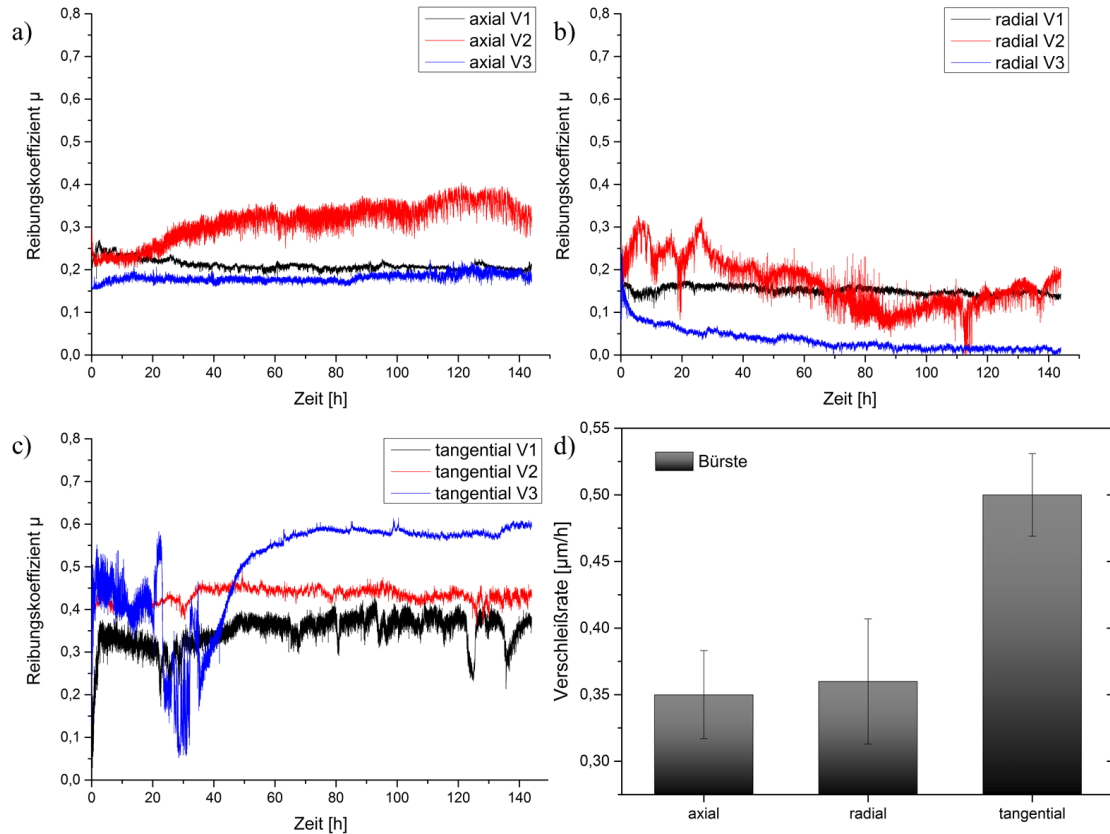 a)
0,8
0,7
0,6
0,5
0,4
0,3
0,2
0,1
0,0
Reibungskoeffizient µ
axial V1
axial V2
axial V3
0 20 40 60 80 100 120 140
Zeit [h]
b)
0,8
0,7
0,6
0,5
0,4
0,3
0,2
0,1
0,0
Reibungskoeffizient µ
radial V1
radial V2
radial V3
0 20 40 60 80 100 120 140
Zeit [h]
c)
0,8
0,7
0,6
0,5
0,4
0,3
0,2
0,1
0,0
Reibungskoeffizient µ
tangential V1
tangential V2
tangential V3
0 20 40 60 80 100 120 140
Zeit [h]
d)
0,55
0,50
0,45
0,40
0,35
0,30
Verschleißrate [µm/h]
Bürste
axial radial tangential